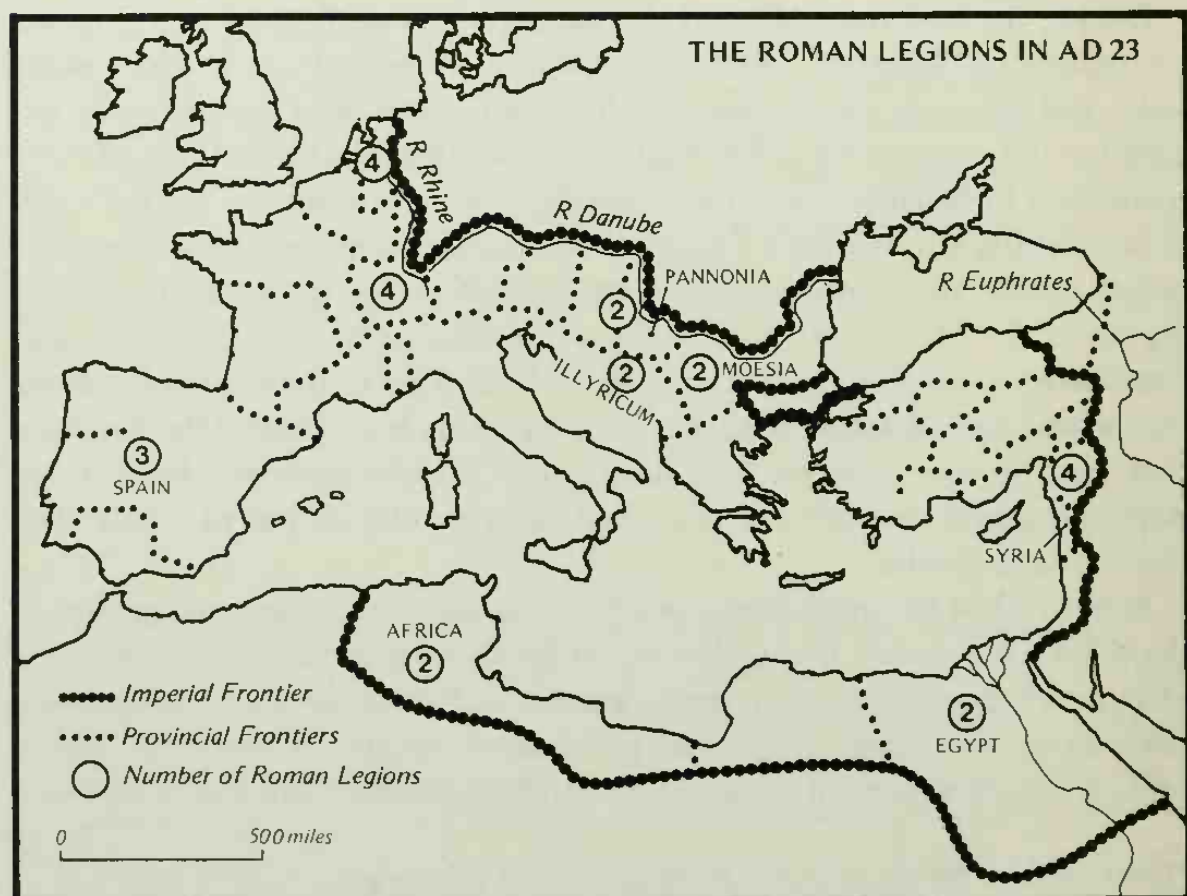 THE ROMAN LEGIONS IN AD 23
4
R Rhine
R Danube
4
PANNONIA
R Euphrates
2
2
2
MOESIA
ILLYRICUM
3
SPAIN
4
SYRIA
AFRICA
2
2
EGYPT
Imperial Frontier
Provincial Frontiers
Number of Roman Legions
0 500 miles